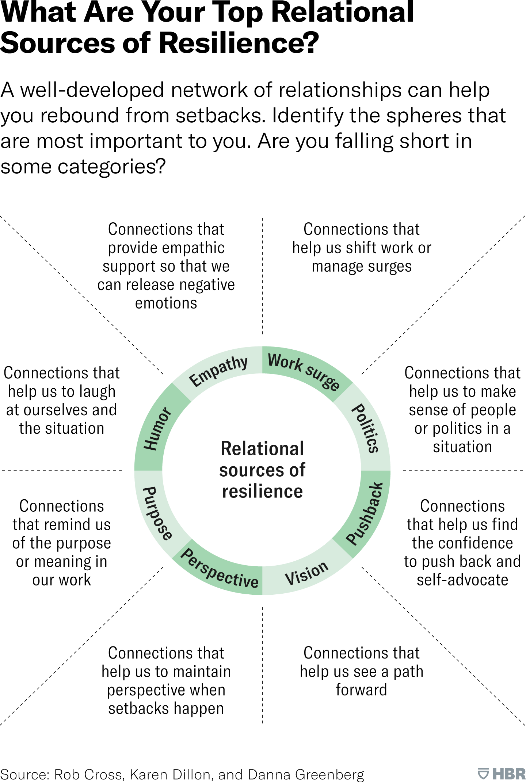 What Are Your Top Relational
Sources of Resilience?
A well-developed network of relationships can help
you rebound from setbacks. Identify the spheres that
are most important to you. Are you falling short in
some categories?
Connections that
provide empathic
support so that we
can release negative
emotions
Connections that
help us shift work or
manage surges
Connections that
help us to laugh
at ourselves and
the situation
Connections that
help us to make
sense of people
or politics in a
situation
Empathy
Work surge
Humor
Politics
Relational
sources of
resilience
Purpose
Pushback
Perspective
Vision
Connections
that remind us
of the purpose
or meaning in
our work
Connections
that help us find
the confidence
to push back and
self-advocate
Connections that
help us to maintain
perspective when
setbacks happen
Connections that
help us see a path
forward
Source: Rob Cross, Karen Dillon, and Danna Greenberg
HBR